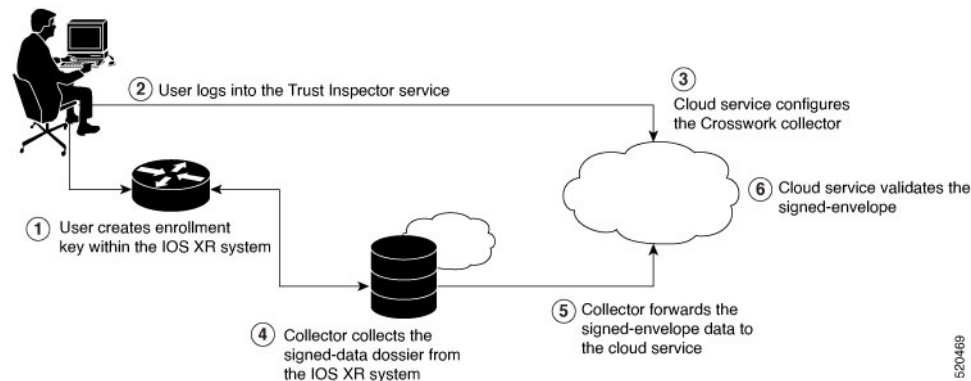 ② User logs into the Trust Inspector service
③
Cloud service configures
the Crosswork collector
① User creates enrollment
key within the IOS XR system
⑥ Cloud service validates the
signed-envelope
④ Collector collects the
signed-data dossier from
the IOS XR system
⑤ Collector forwards the
signed-envelope data to
the cloud service
520469